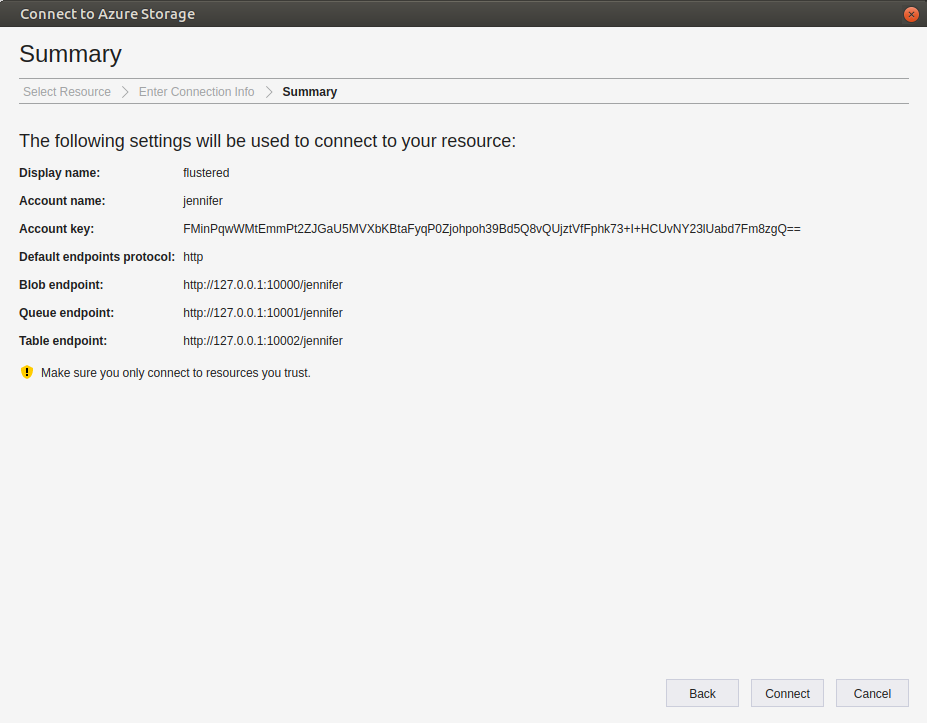 Connect to Azure Storage
Summary
Select Resource > Enter Connection Info > Summary
The following settings will be used to connect to your resource:
Display name: flustered
Account name: jennifer
Account key: FMinPqwWMtEmmPt2ZJGaU5MVXbKBtaFyqP0Zjohpoh39Bd5Q8vQUjztVfFphk73+I+HCUvNY23lUabd7Fm8zgQ==
Default endpoints protocol: http
Blob endpoint: http://127.0.0.1:10000/jennifer
Queue endpoint: http://127.0.0.1:10001/jennifer
Table endpoint: http://127.0.0.1:10002/jennifer
Make sure you only connect to resources you trust.
Back Connect Cancel